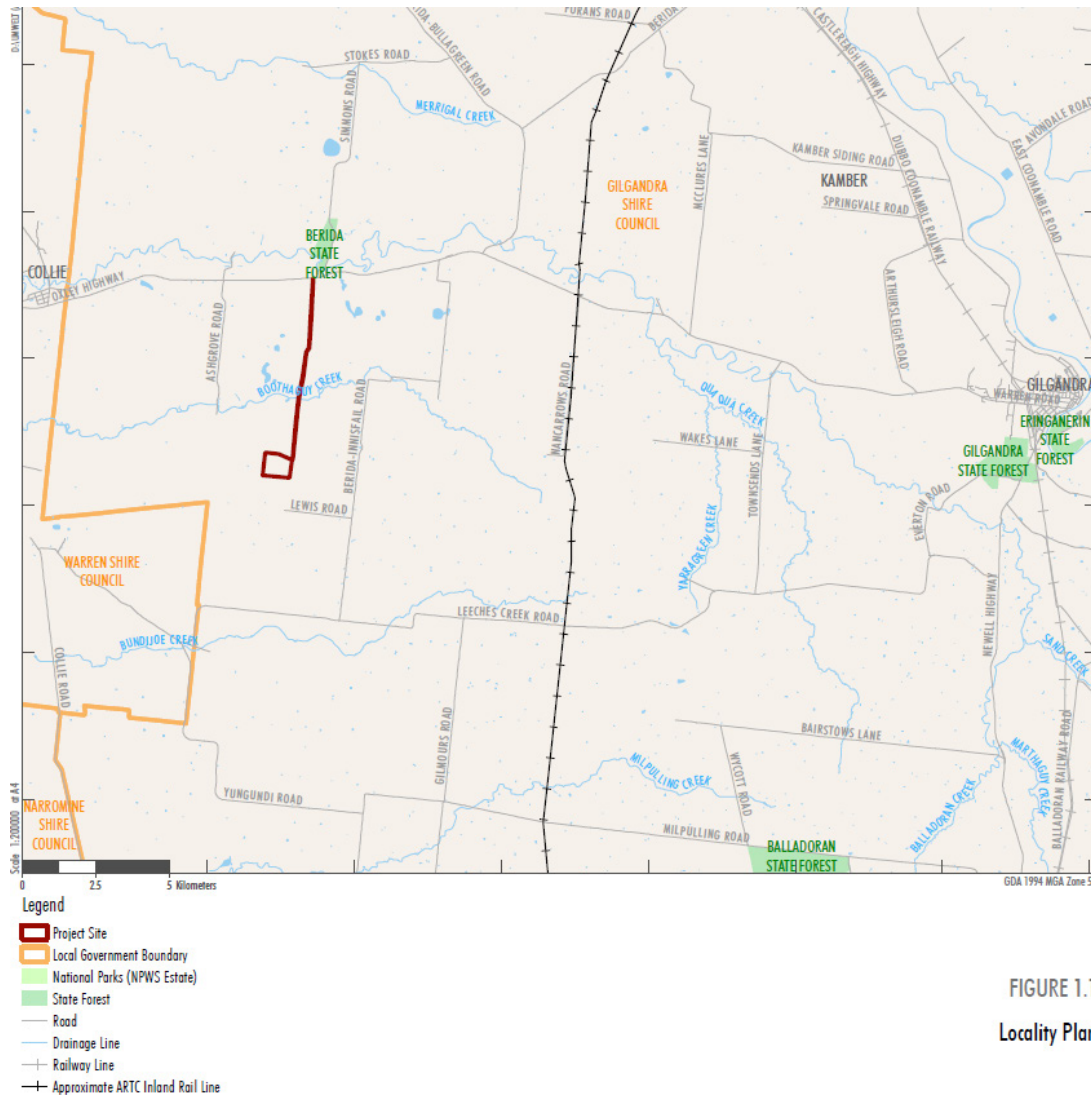 FORANS ROAD
BERIDA-BULLAGREEN ROAD
STOKES ROAD
CASTLEREAGH HIGHWAY
SIMMONS ROAD
MERRIGAL CREEK
AVONDALE ROAD
MCCLURES LANE
DUBBO COONAMBLE RAILWAY
EAST COONAMBLE ROAD
KAMBER SIDING ROAD
KAMBER
GILGANDRA
SHIRE
COUNCIL
SPRINGVALE ROAD
BERIDA
STATE
FOREST
COLLIE
OXLEY HIGHWAY
ASHGROVE ROAD
ARTHURSLEIGH ROAD
BOOTHAGUY CREEK
GILGANDRA
WARREN ROAD
QUA QUA CREEK
NANCARROWS ROAD
BERIDA-INNISFAIL ROAD
WAKES LANE
TOWNSENDS LANE
ERINGANERIN
STATE
FOREST
GILGANDRA
STATE FOREST
LEWIS ROAD
EVERTON ROAD
YARRAGREEN CREEK
WARREN SHIRE
COUNCIL
LEECHES CREEK ROAD
NEWELL HIGHWAY
BUNDIJOE CREEK
SAND CREEK
COLLIE ROAD
GILMOURS ROAD
BAIRSTOWS LANE
BALLADORAN RAILWAY ROAD
MARTHAGUY CREEK
MILPULLING CREEK
WYCOTT ROAD
YUNGUNDI ROAD
BALLADORAN CREEK
NARROMINE
SHIRE
COUNCIL
MILPULLING ROAD
BALLADORAN
STATE FOREST
Scale 1:200000 at A4
0 2.5 5 Kilometers
GDA 1994 MGA Zone 5
Legend
Project Site
Local Government Boundary
National Parks (NPWS Estate)
State Forest
Road
Drainage Line
Railway Line
Approximate ARTC Inland Rail Line
FIGURE 1.1
Locality Plan